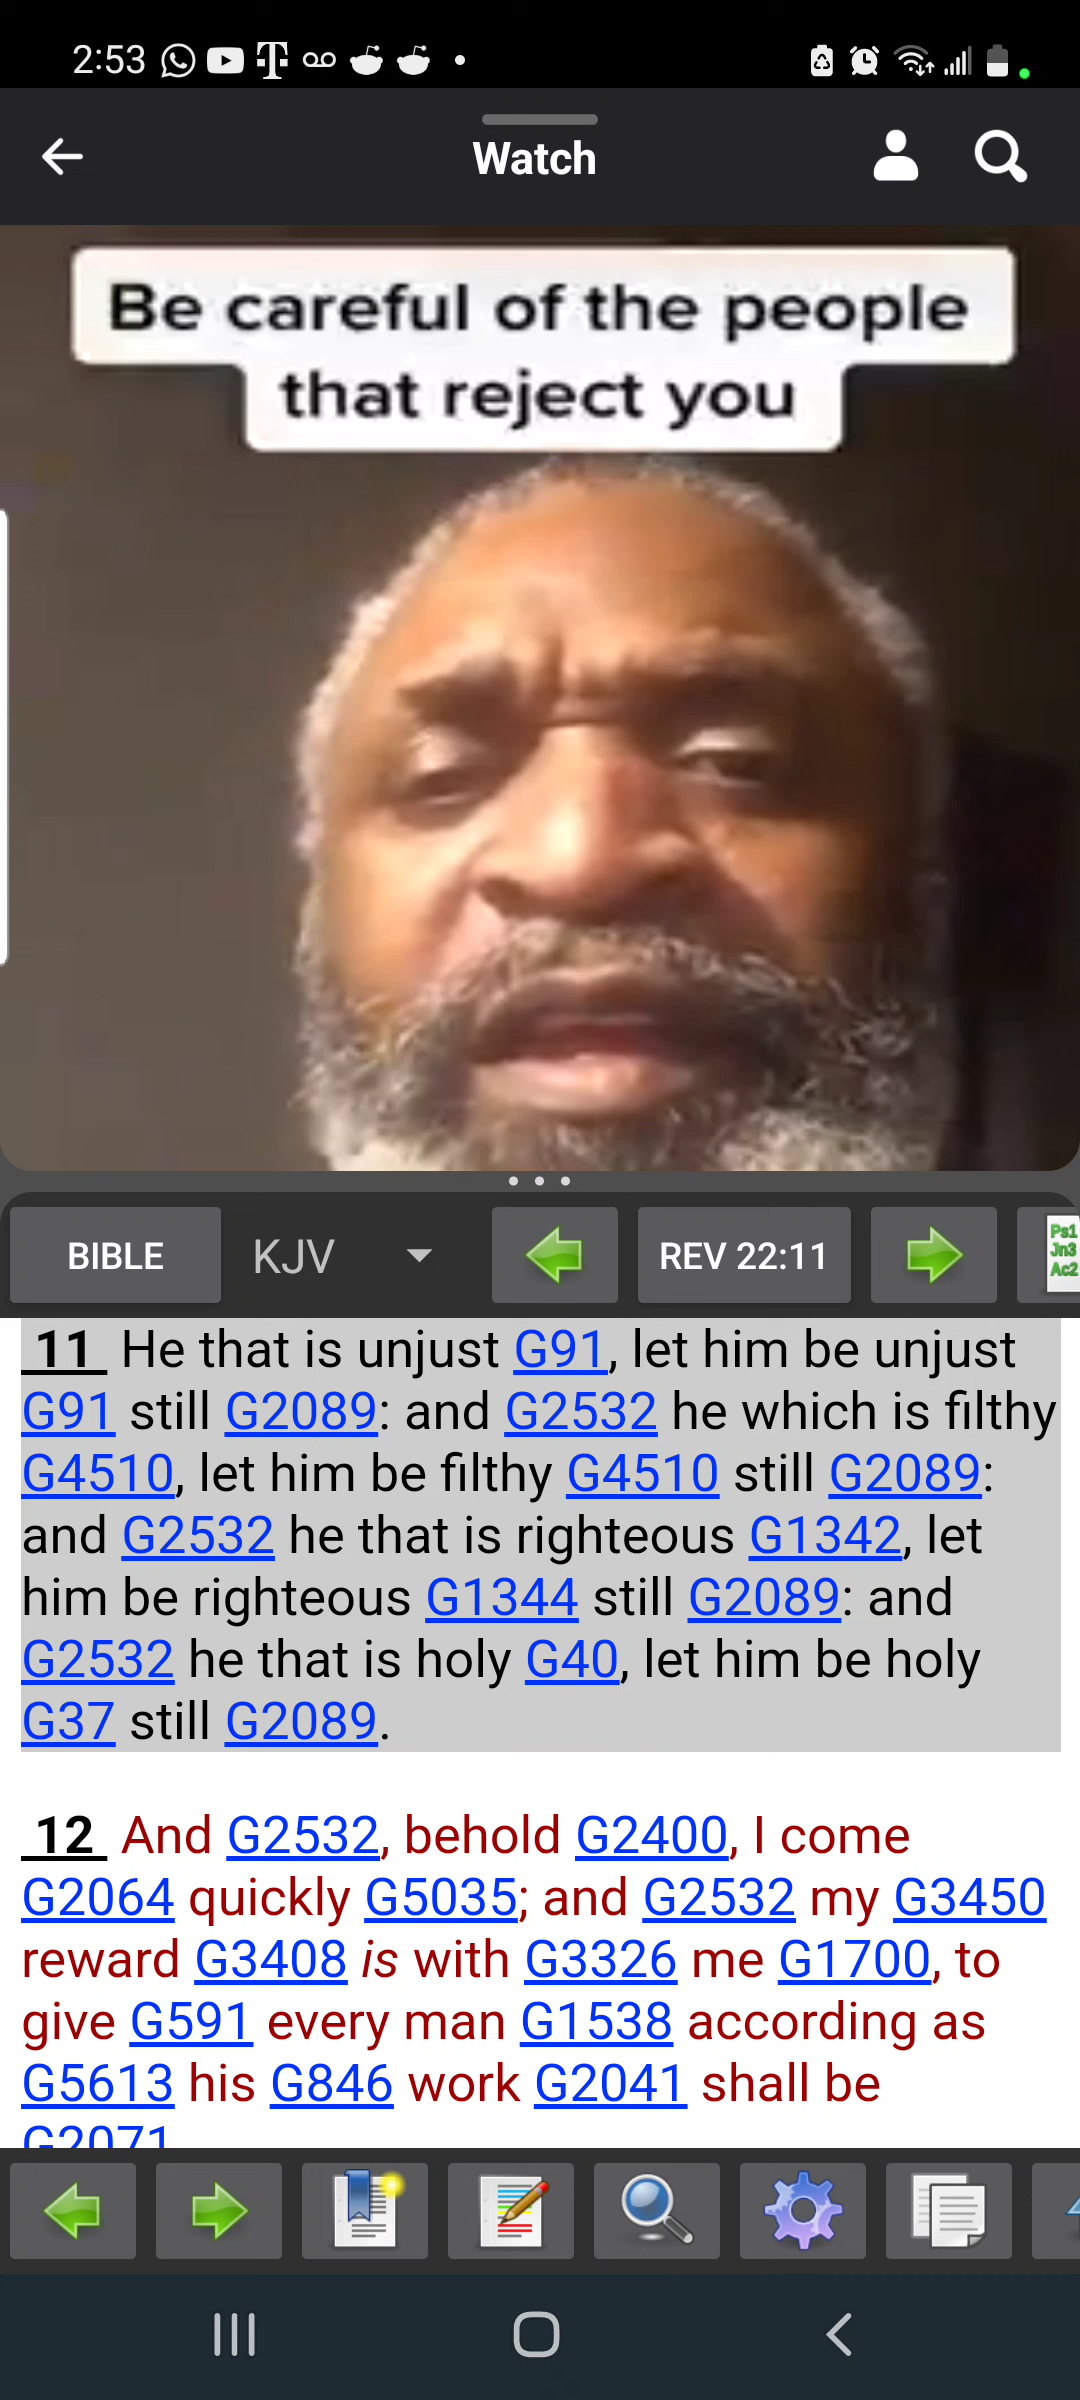 2:53
Watch
Be careful of the people
that reject you
BIBLE KJV REV 22:11 Ps1
Jn3
Ac2
11 He that is unjust G91, let him be unjust
G91 still G2089: and G2532 he which is filthy
G4510, let him be filthy G4510 still G2089:
and G2532 he that is righteous G1342, let
him be righteous G1344 still G2089: and
G2532 he that is holy G40, let him be holy
G37 still G2089.
12 And G2532, behold G2400, I come
G2064 quickly G5035; and G2532 my G3450
reward G3408 is with G3326 me G1700, to
give G591 every man G1538 according as
G5613 his G846 work G2041 shall be
G2071